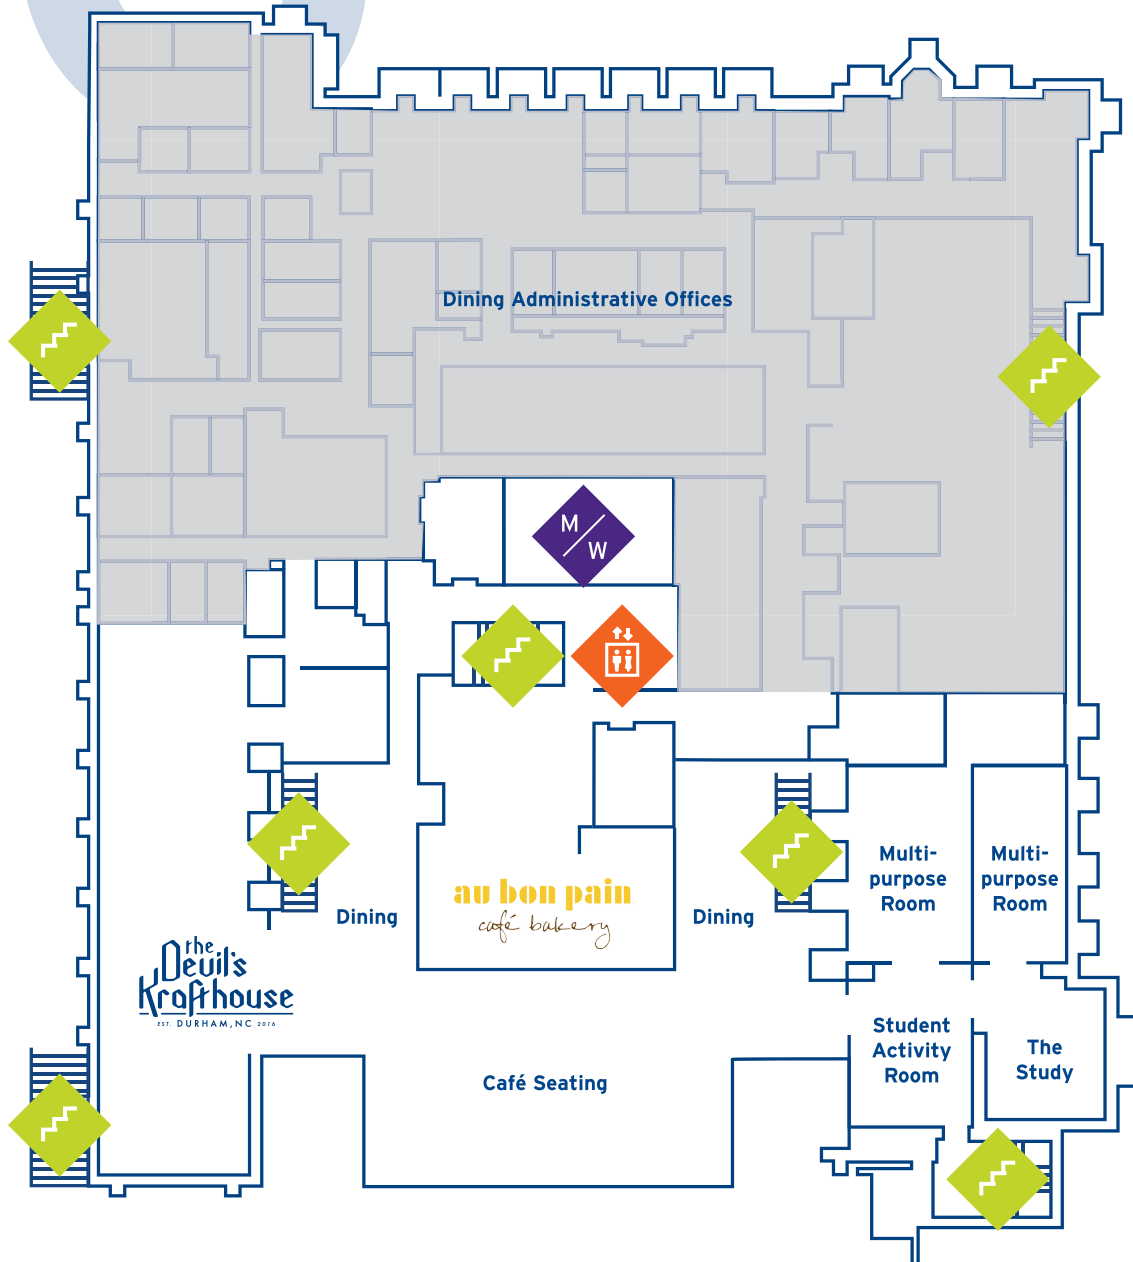 Dining Administrative Offices
M
W
Multi-
purpose
Room
Multi-
purpose
Room
au bon pain
café bakery
Dining
Dining
the
Devil's
Krafthouse
EST. DURHAM, NC 2016
Student
Activity
Room
The
Study
Café Seating